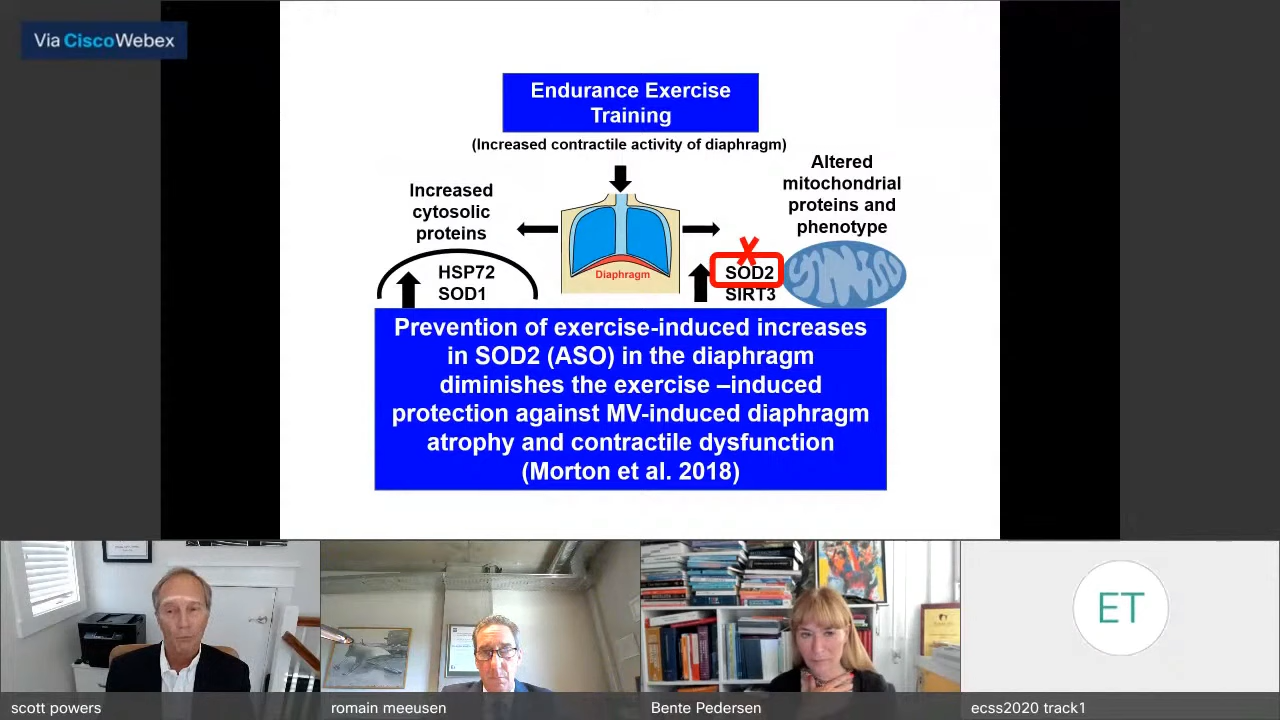 Via CiscoWebex
Endurance Exercise
Training
(Increased contractile activity of diaphragm)
Altered
mitochondrial
proteins and
phenotype
Increased
cytosolic
proteins
HSP72
SOD1
Diaphragm
SOD2
SIRT3
Prevention of exercise-induced increases
in SOD2 (ASO) in the diaphragm
diminishes the exercise –induced
protection against MV-induced diaphragm
atrophy and contractile dysfunction
(Morton et al. 2018)
ET
scott powers
romain meeusen
Bente Pedersen
ecss2020 track1